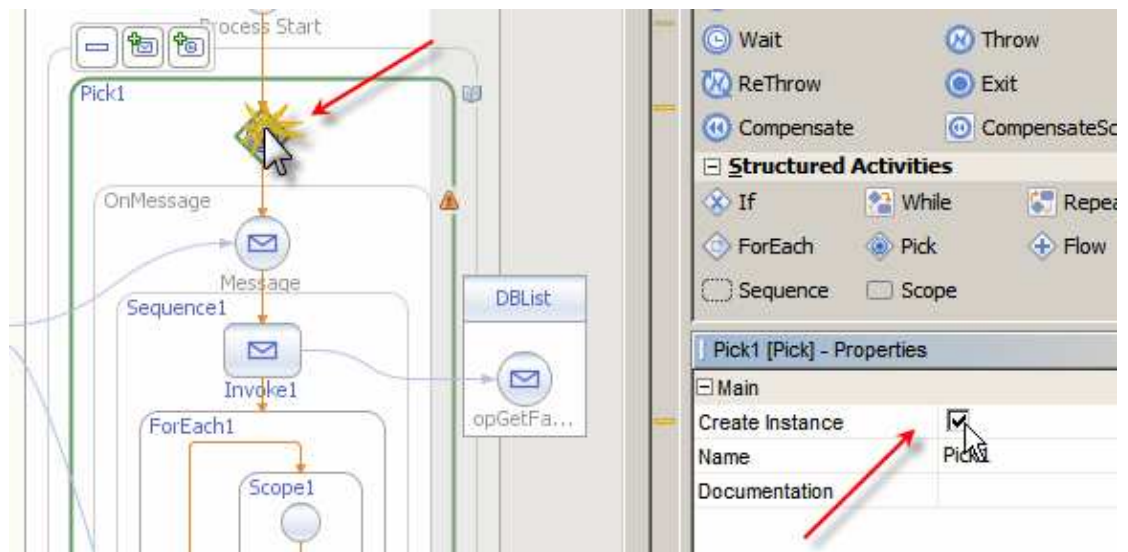 Process Start
Pick1
OnMessage
Message
Sequence1
Invoke1
ForEach1
Scope1
DBList
opGetFa...
Wait
Throw
ReThrow
Exit
Compensate
CompensateSc
Structured Activities
If
While
Repea
ForEach
Pick
Flow
Sequence
Scope
Pick1 [Pick] - Properties
Main
Create Instance
Name
Pick1
Documentation